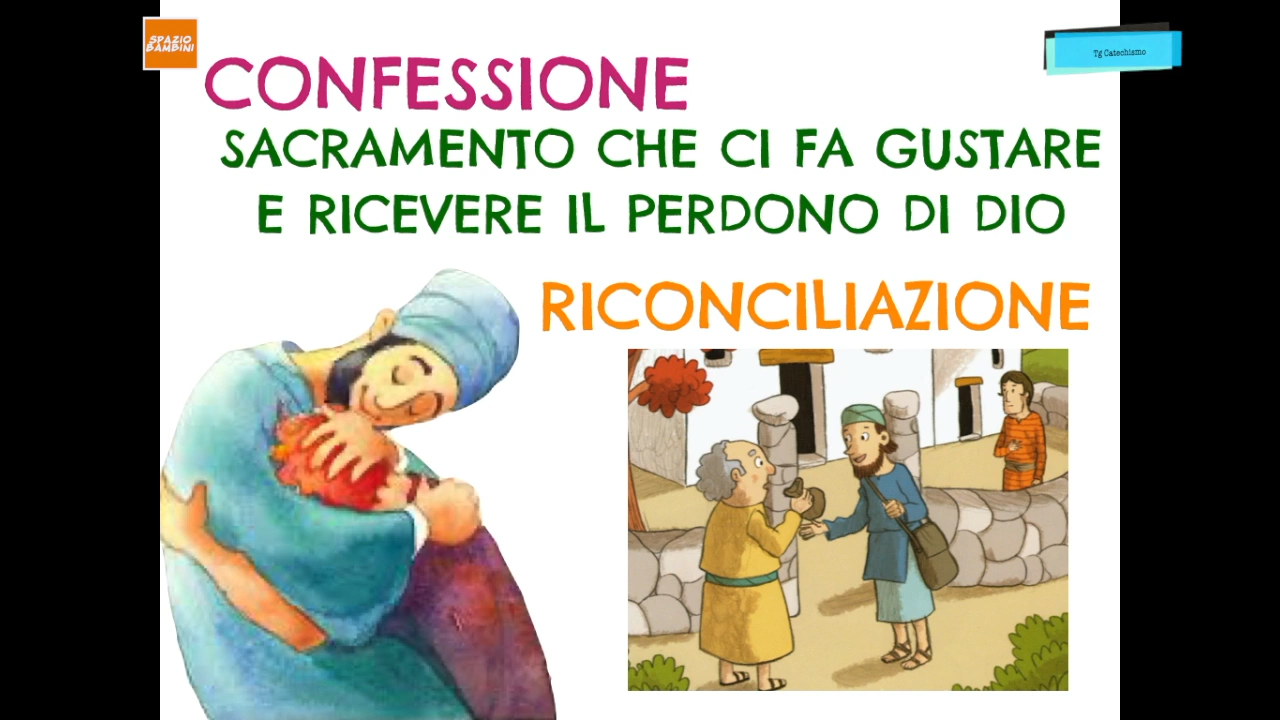 SPAZIO
BAMBINI
Tg Catechismo
CONFESSIONE
SACRAMENTO CHE CI FA GUSTARE
E RICEVERE IL PERDONO DI DIO
RICONCILIAZIONE